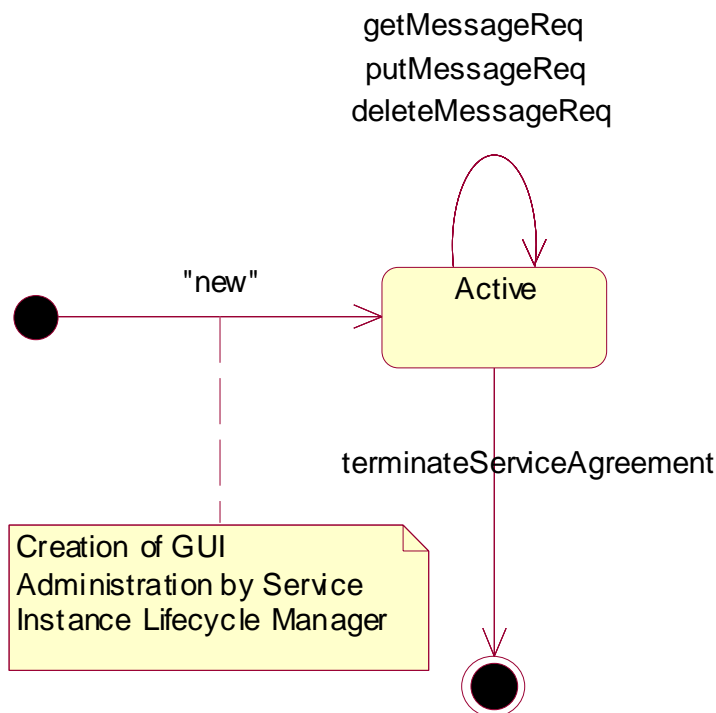 getMessageReq
putMessageReq
deleteMessageReq
"new"
Active
terminateServiceAgreement
Creation of GUI
Administration by Service
Instance Lifecycle Manager